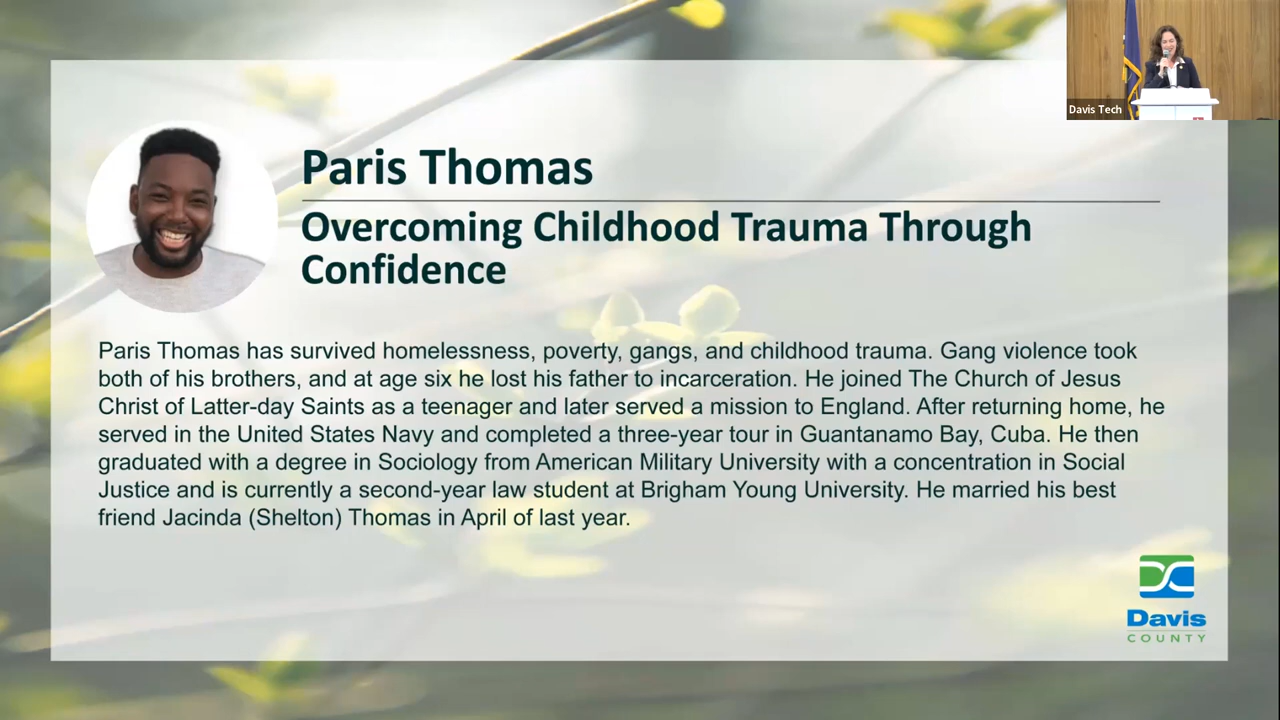 Davis Tech
Paris Thomas
Overcoming Childhood Trauma Through
Confidence
Paris Thomas has survived homelessness, poverty, gangs, and childhood trauma. Gang violence took
both of his brothers, and at age six he lost his father to incarceration. He joined The Church of Jesus
Christ of Latter-day Saints as a teenager and later served a mission to England. After returning home, he
served in the United States Navy and completed a three-year tour in Guantanamo Bay, Cuba. He then
graduated with a degree in Sociology from American Military University with a concentration in Social
Justice and is currently a second-year law student at Brigham Young University. He married his best
friend Jacinda (Shelton) Thomas in April of last year.
Davis
COUNTY